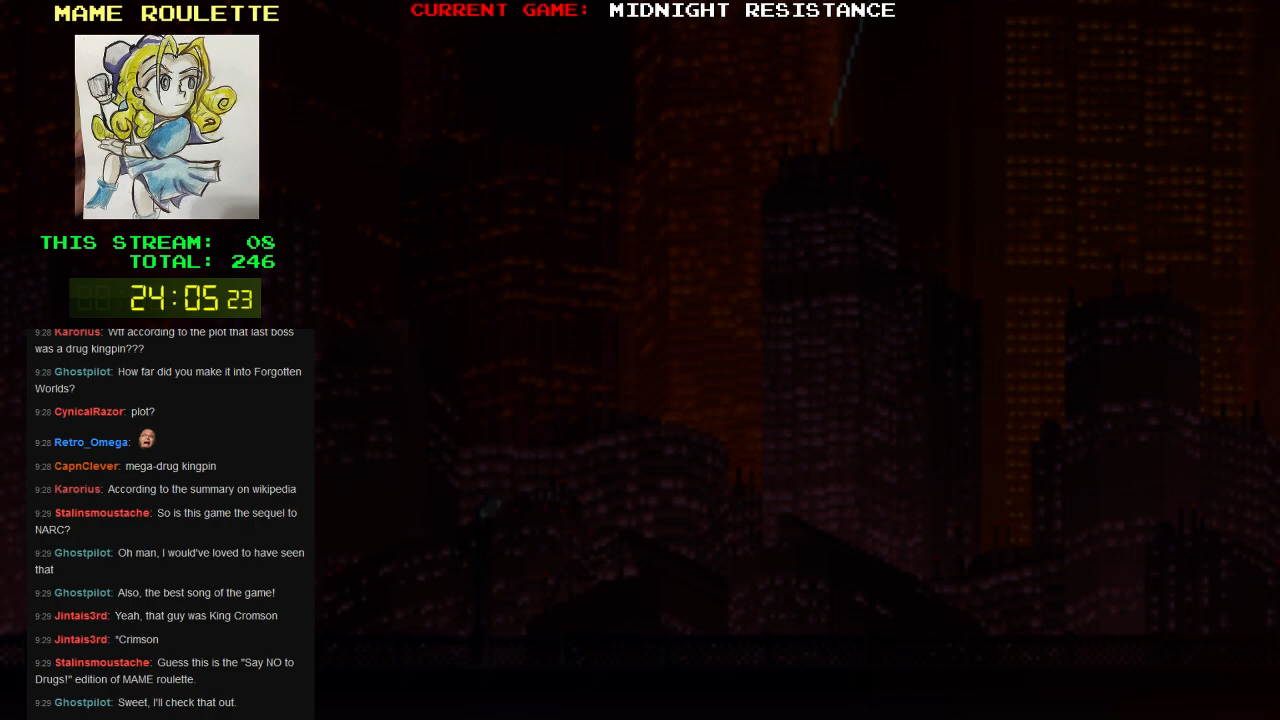 MAME ROULETTE
CURRENT GAME: MIDNIGHT RESISTANCE
THIS STREAM: 08
TOTAL: 246
24:05 23
9:28 Karorius: Wtf according to the plot that last boss
was a drug kingpin???
9:28 Ghostpilot: How far did you make it into Forgotten
Worlds?
9:28 CynicalRazor: plot?
9:28 Retro_Omega:
9:28 CapnClever: mega-drug kingpin
9:28 Karorius: According to the summary on wikipedia
9:29 Stalinsmoustache: So is this game the sequel to
NARC?
9:29 Ghostpilot: Oh man, I would've loved to have seen
that
9:29 Ghostpilot: Also, the best song of the game!
9:29 Jintais3rd: Yeah, that guy was King Cromson
9:29 Jintais3rd: *Crimson
9:29 Stalinsmoustache: Guess this is the "Say NO to
Drugs!" edition of MAME roulette.
9:29 Ghostpilot: Sweet, I'll check that out.